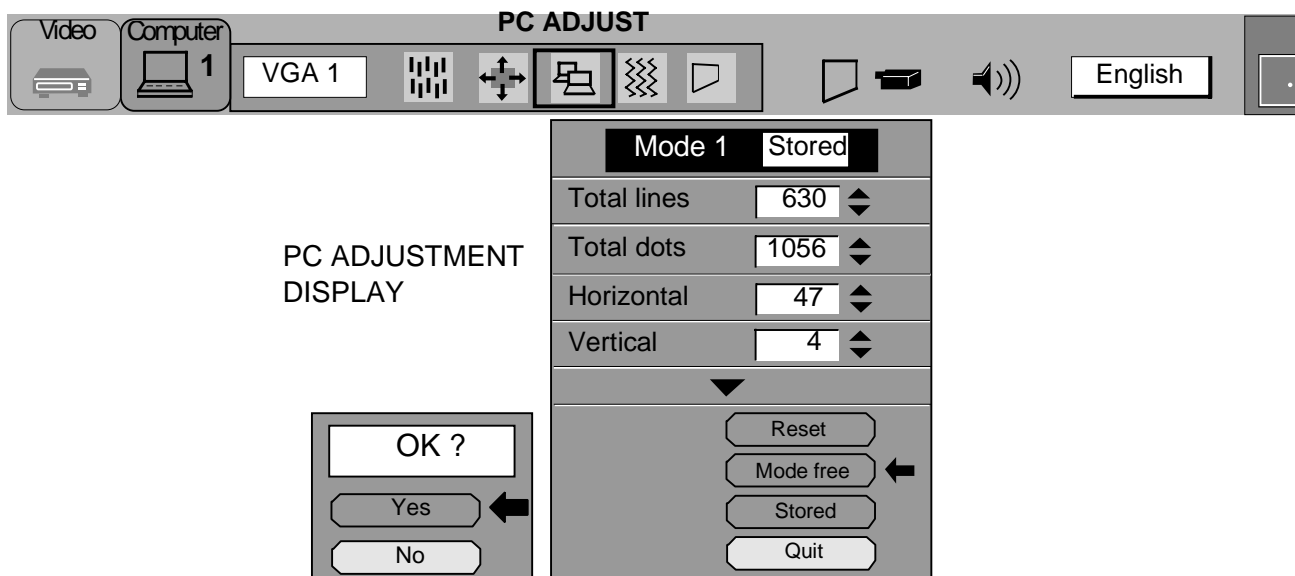 PC ADJUST
Video
Computer
1
VGA 1
English
Mode 1 Stored
Total lines 630
Total dots 1056
Horizontal 47
Vertical 4
PC ADJUSTMENT
DISPLAY
Reset
Mode free
Stored
Quit
OK ?
Yes
No